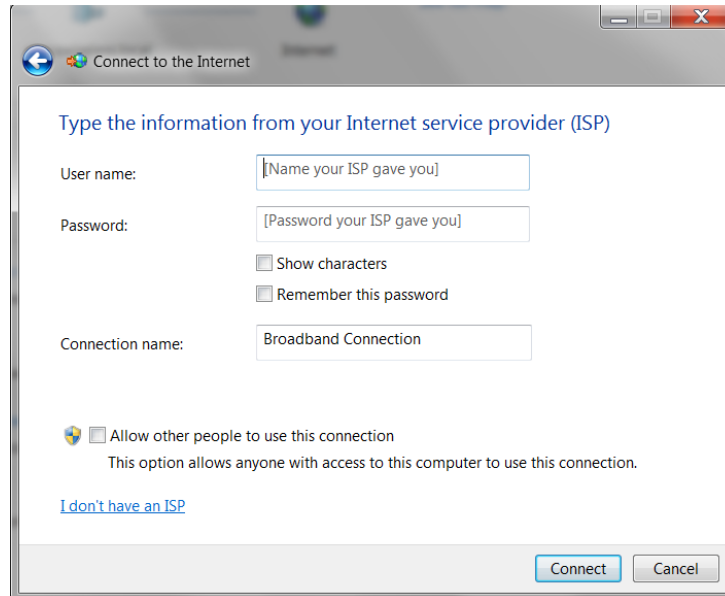 Connect to the Internet
Type the information from your Internet service provider (ISP)
User name:
[Name your ISP gave you]
Password:
[Password your ISP gave you]
Show characters
Remember this password
Connection name:
Broadband Connection
Allow other people to use this connection
This option allows anyone with access to this computer to use this connection.
I don't have an ISP
Connect
Cancel